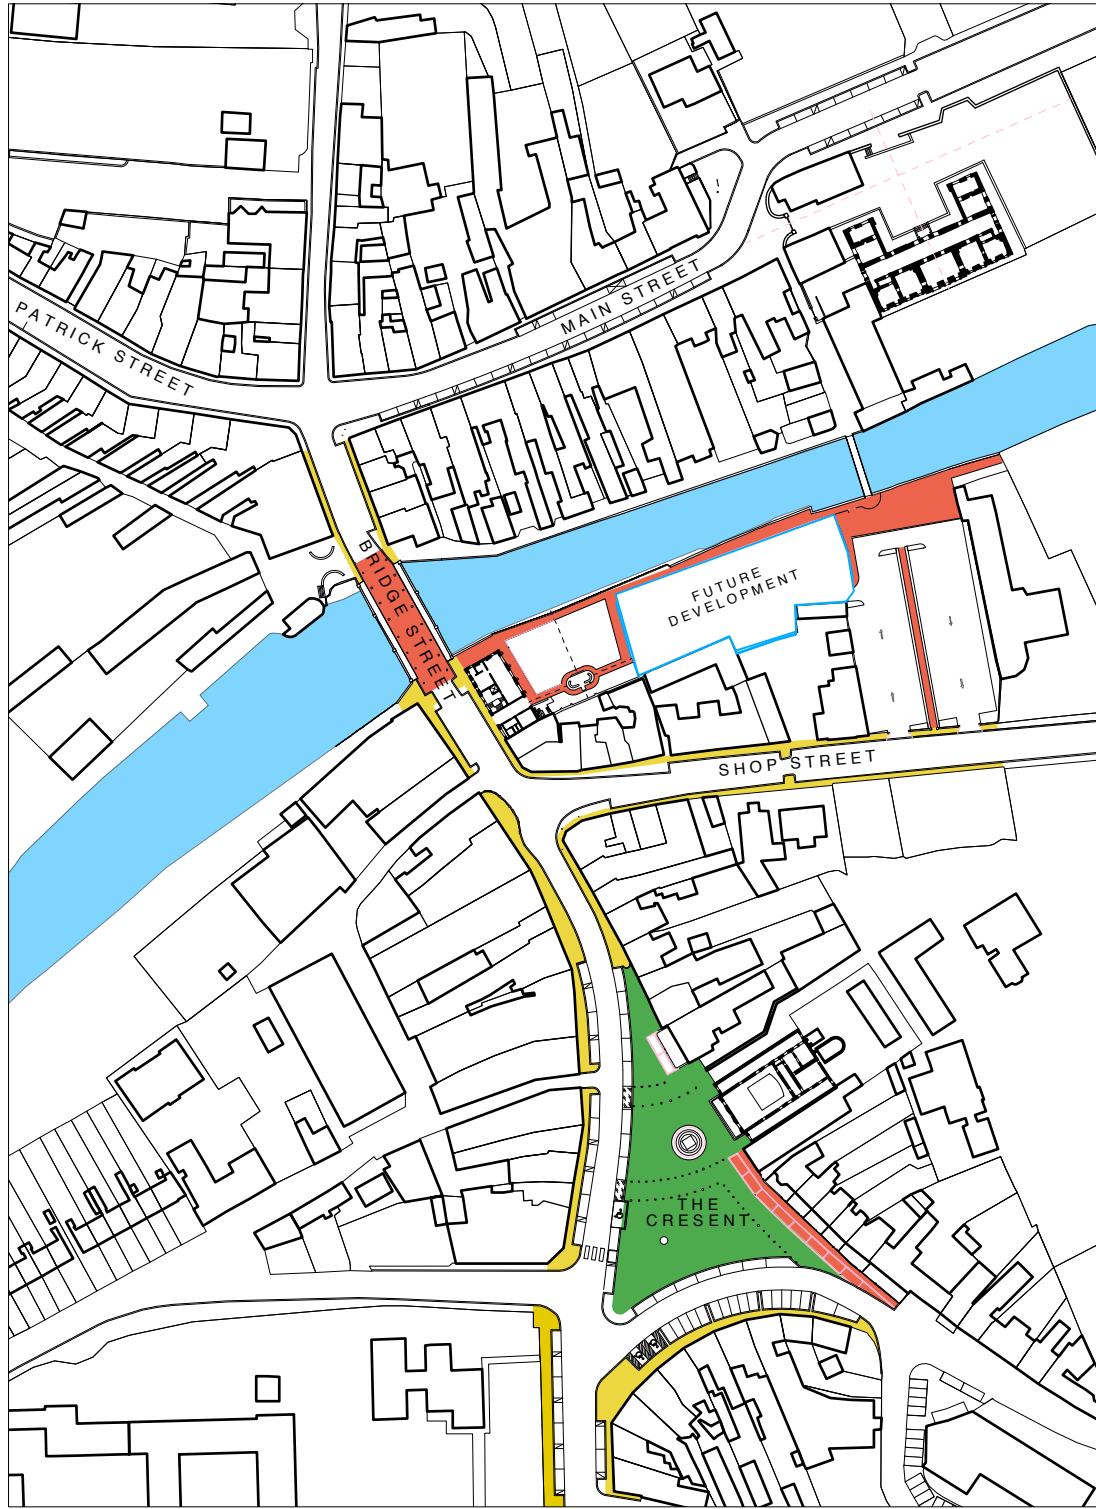 MAIN STREET
PATRICK STREET
BRIDGE STREET
FUTURE
DEVELOPMENT
SHOP STREET
THE
CRESENT